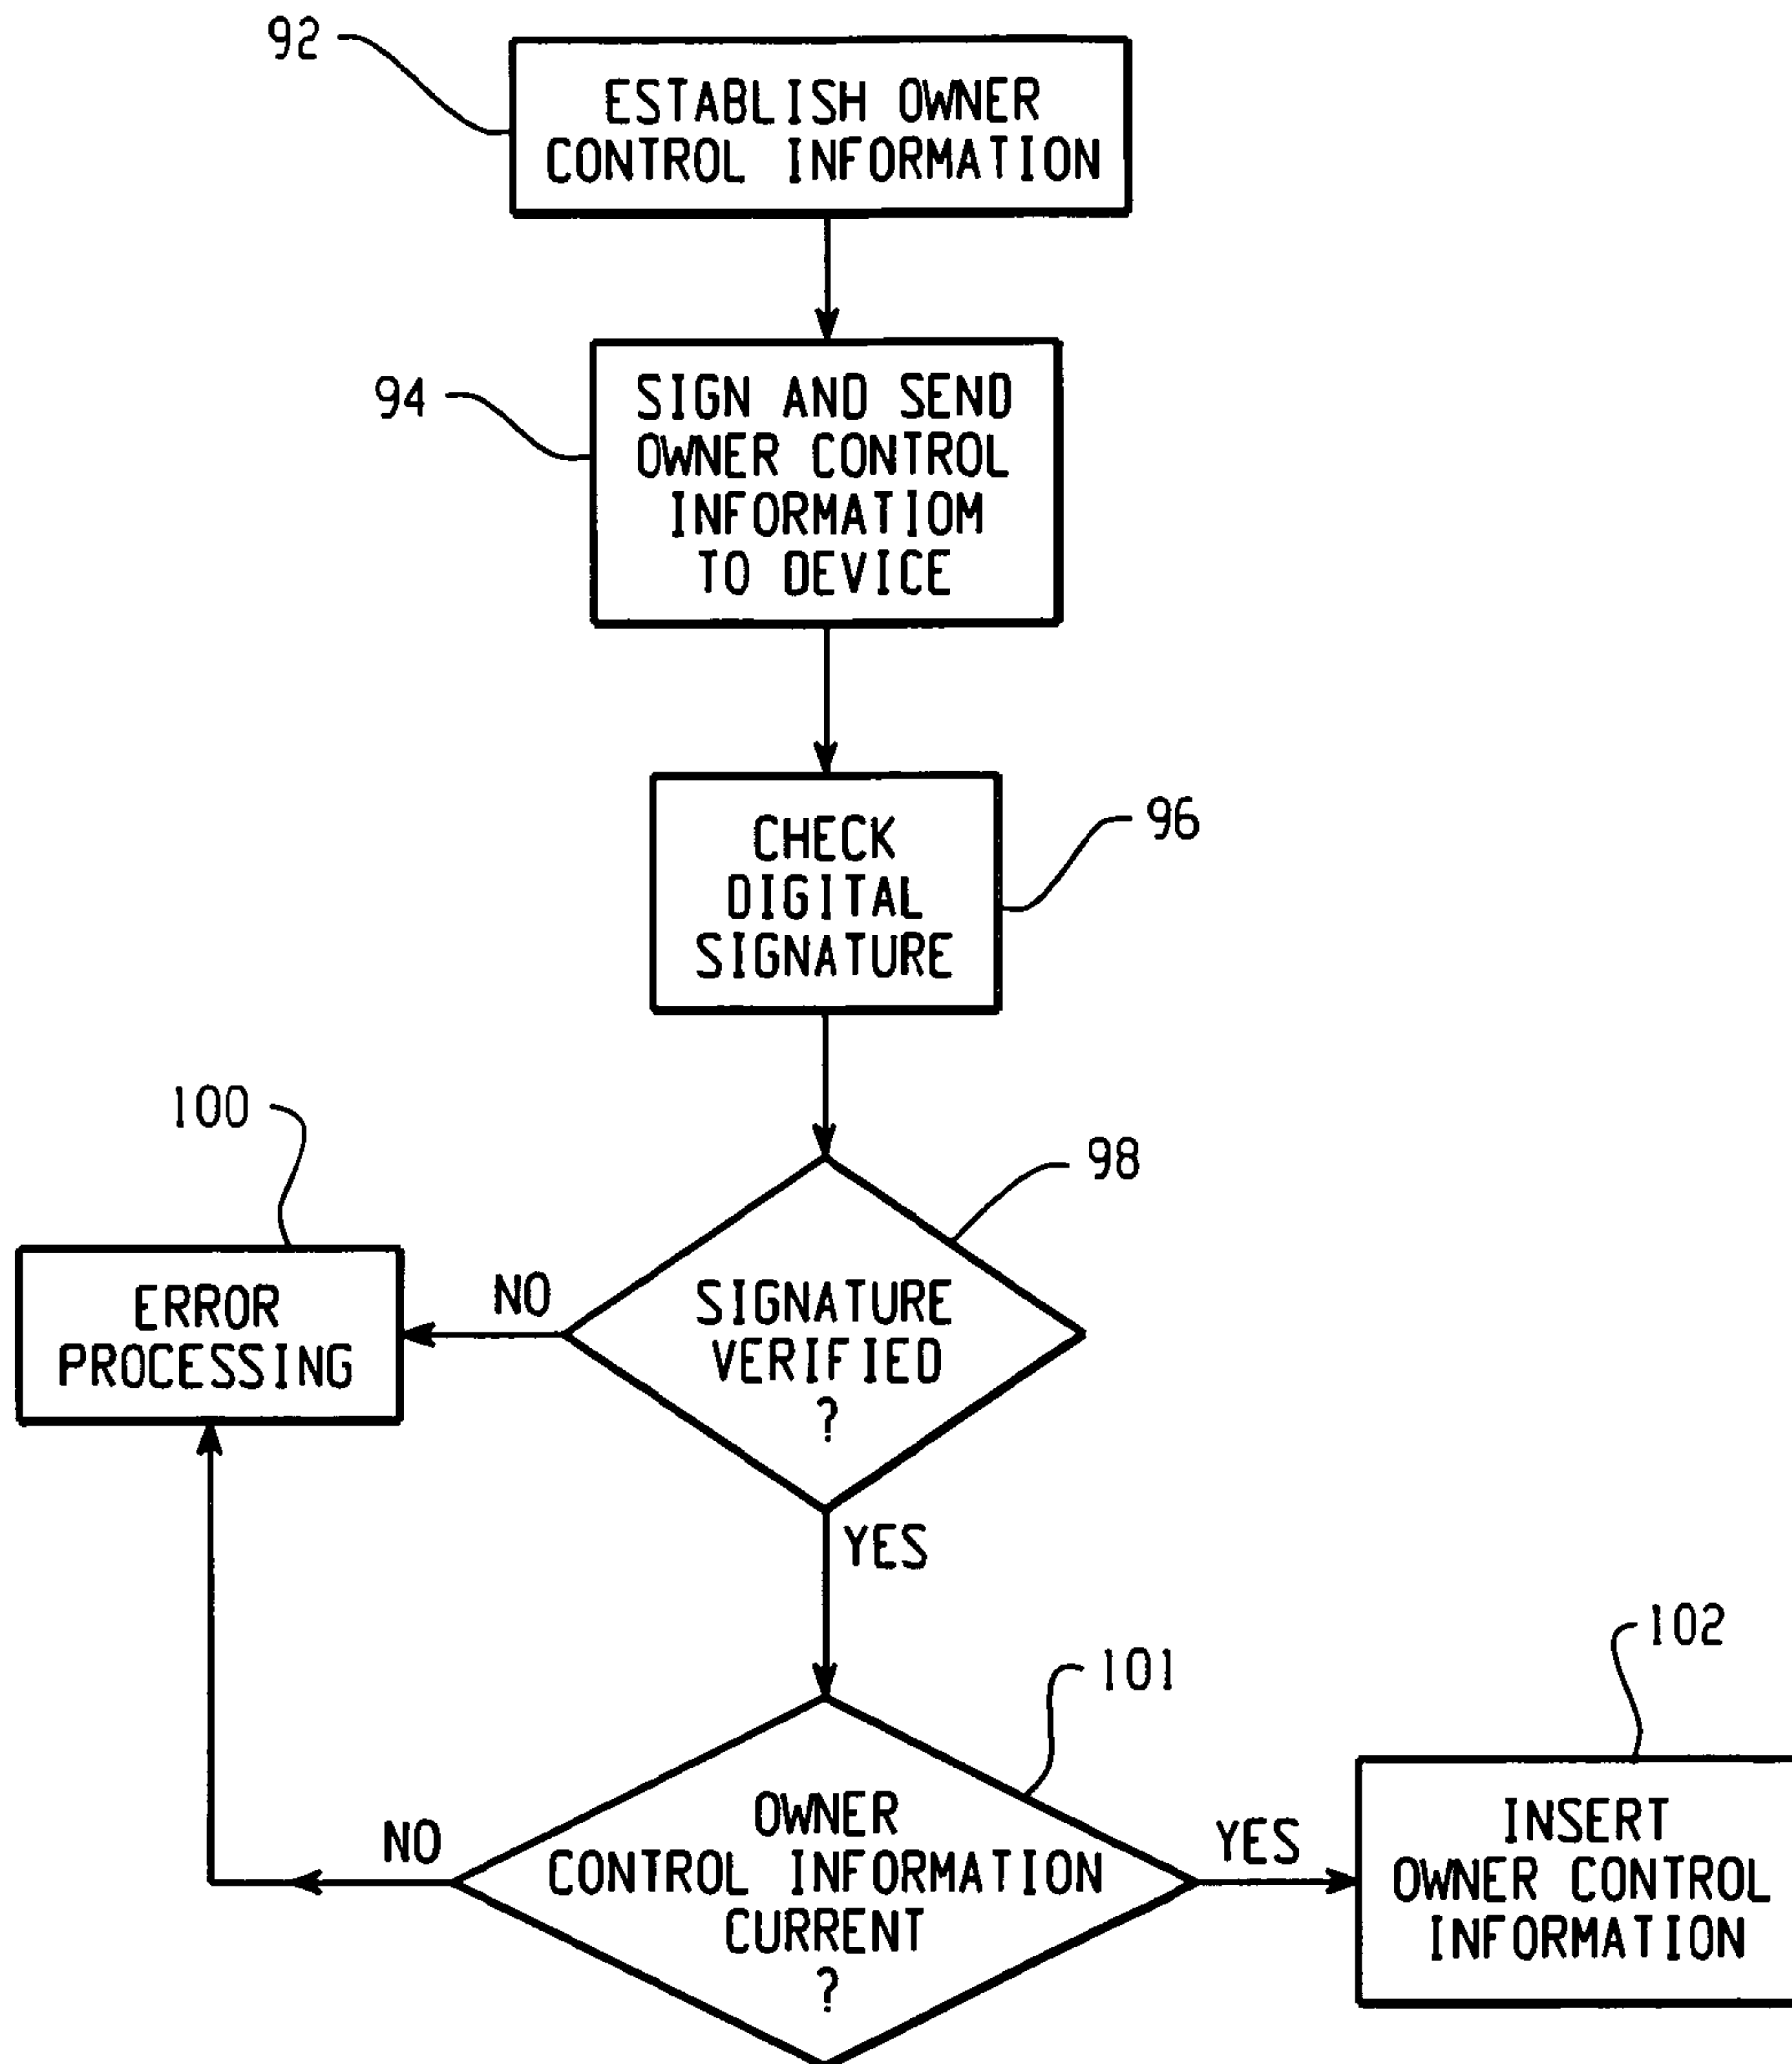 92
ESTABLISH OWNER
CONTROL INFORMATION
94
SIGN AND SEND
OWNER CONTROL
INFORMATIOM
TO DEVICE
96
CHECK
DIGITAL
SIGNATURE
100
98
ERROR
PROCESSING
NO
SIGNATURE
VERIFIED
?
YES
101
102
NO
OWNER
CONTROL INFORMATION
CURRENT
?
YES
INSERT
OWNER CONTROL
INFORMATION